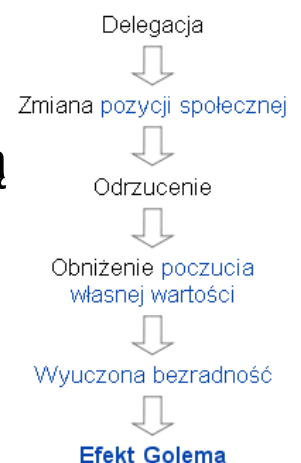 Delegacja
Zmiana pozycji społecznej
ą
Odrzucenie
Obniżenie poczucia
własnej wartości
Wyuczona bezradność
Efekt Golema